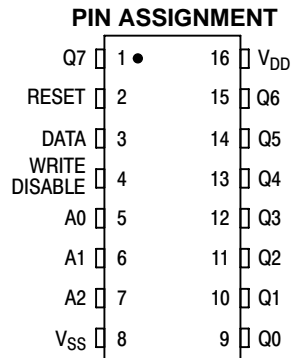 PIN ASSIGNMENT
Q7 1 16 VDD
RESET 2 15 Q6
DATA 3 14 Q5
WRITE
DISABLE 4 13 Q4
A0 5 12 Q3
A1 6 11 Q2
A2 7 10 Q1
VSS 8 9 Q0